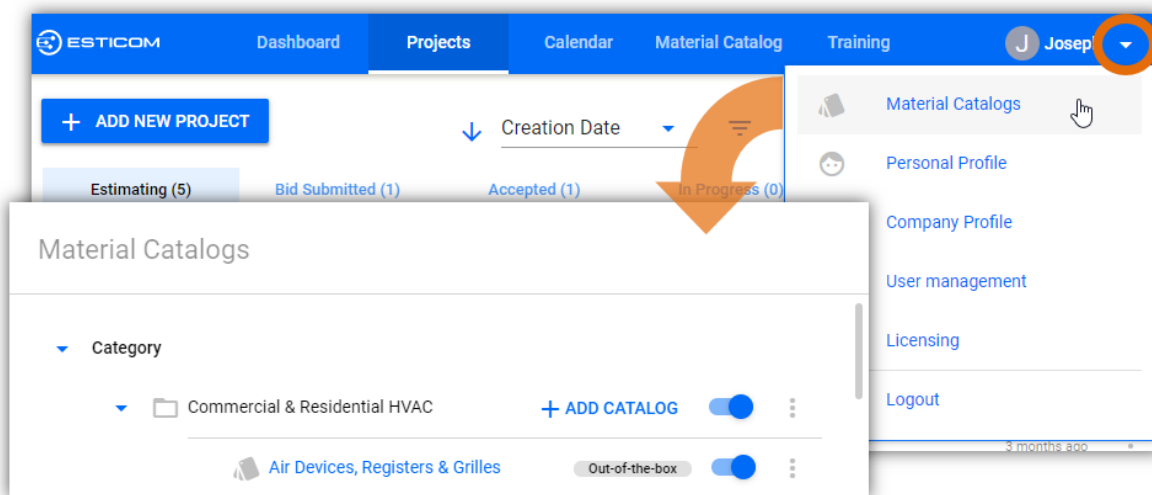 ESTICOM Dashboard Projects Calendar Material Catalog Training J Josep
+ ADD NEW PROJECT
Creation Date
Estimating (5) Bid Submitted (1) Accepted (1) In Progress (0)
Material Catalogs
Personal Profile
Company Profile
User management
Licensing
Logout
3 months ago
Material Catalogs
Category
Commercial & Residential HVAC + ADD CATALOG
Air Devices, Registers & Grilles Out-of-the-box